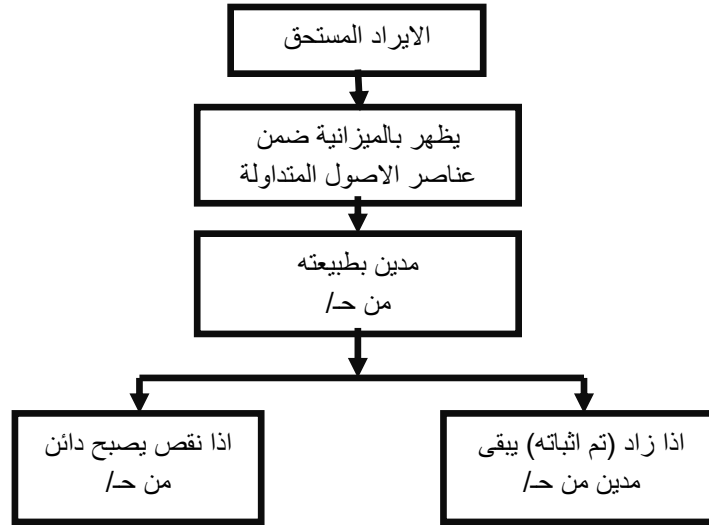 الايراد المستحق
يظهر بالميزانية ضمن
عناصر الاصول المتداولة
مدين بطبيعته
من حـ/
اذا زاد (تم اثباته) يبقى
مدين من حـ/
اذا نقص يصبح دائن
من حـ/